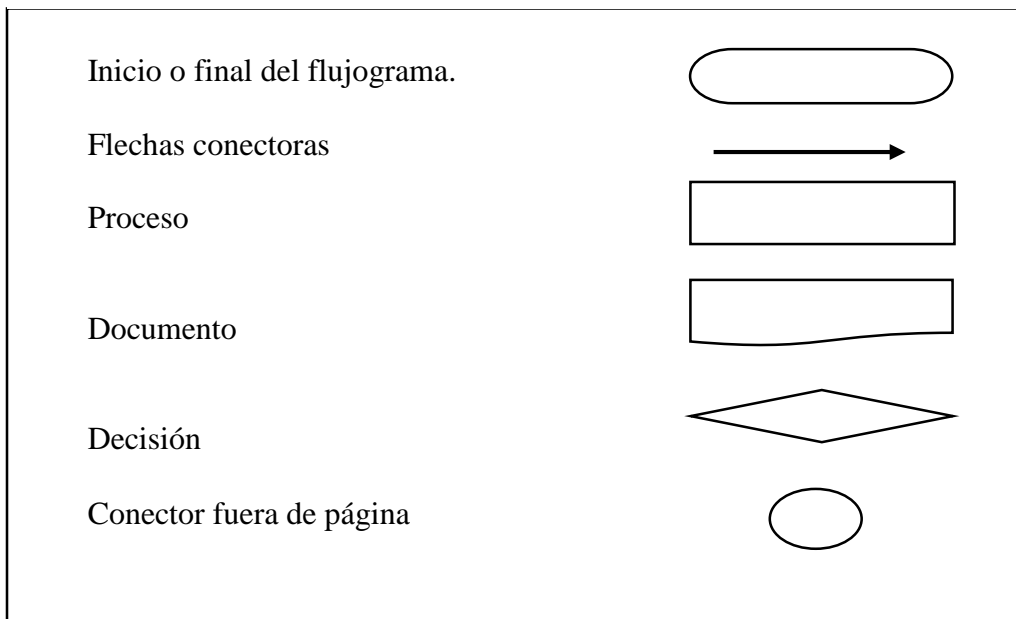 Inicio o final del flujograma.
Flechas conectoras
Proceso
Documento
Decisión
Conector fuera de página